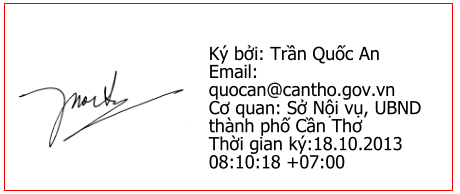 Ký bởi: Trần Quốc An
Email:
quocan@cantho.gov.vn
Cơ quan: Sở Nội vụ, UBND
thành phố Cần Thơ
Thời gian ký:18.10.2013
08:10:18 +07:00